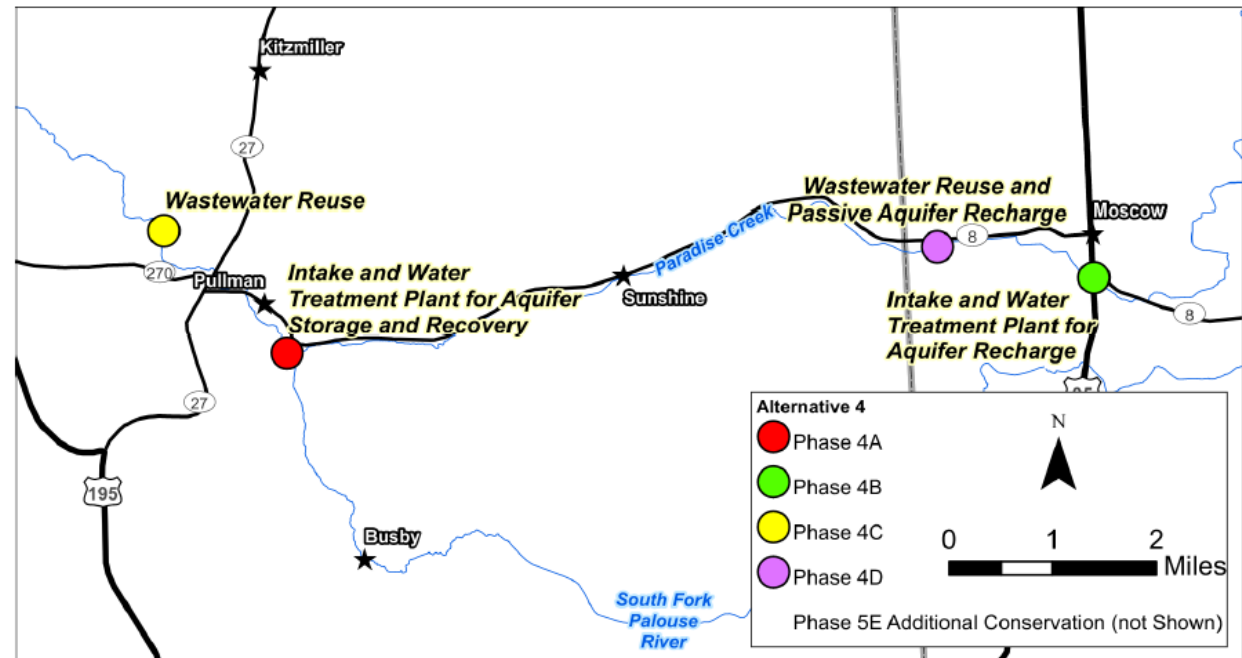 Kitzmiller
27
Wastewater Reuse
Wastewater Reuse and
Passive Aquifer Recharge
Moscow
8
Paradise Creek
270
Pullman
Intake and Water
Treatment Plant for Aquifer
Storage and Recovery
Sunshine
Intake and Water
Treatment Plant for
Aquifer Recharge
8
27
195
Busby
South Fork
Palouse
River
Alternative 4
Phase 4A
Phase 4B
Phase 4C
Phase 4D
N
0 1 2
Miles
Phase 5E Additional Conservation (not Shown)